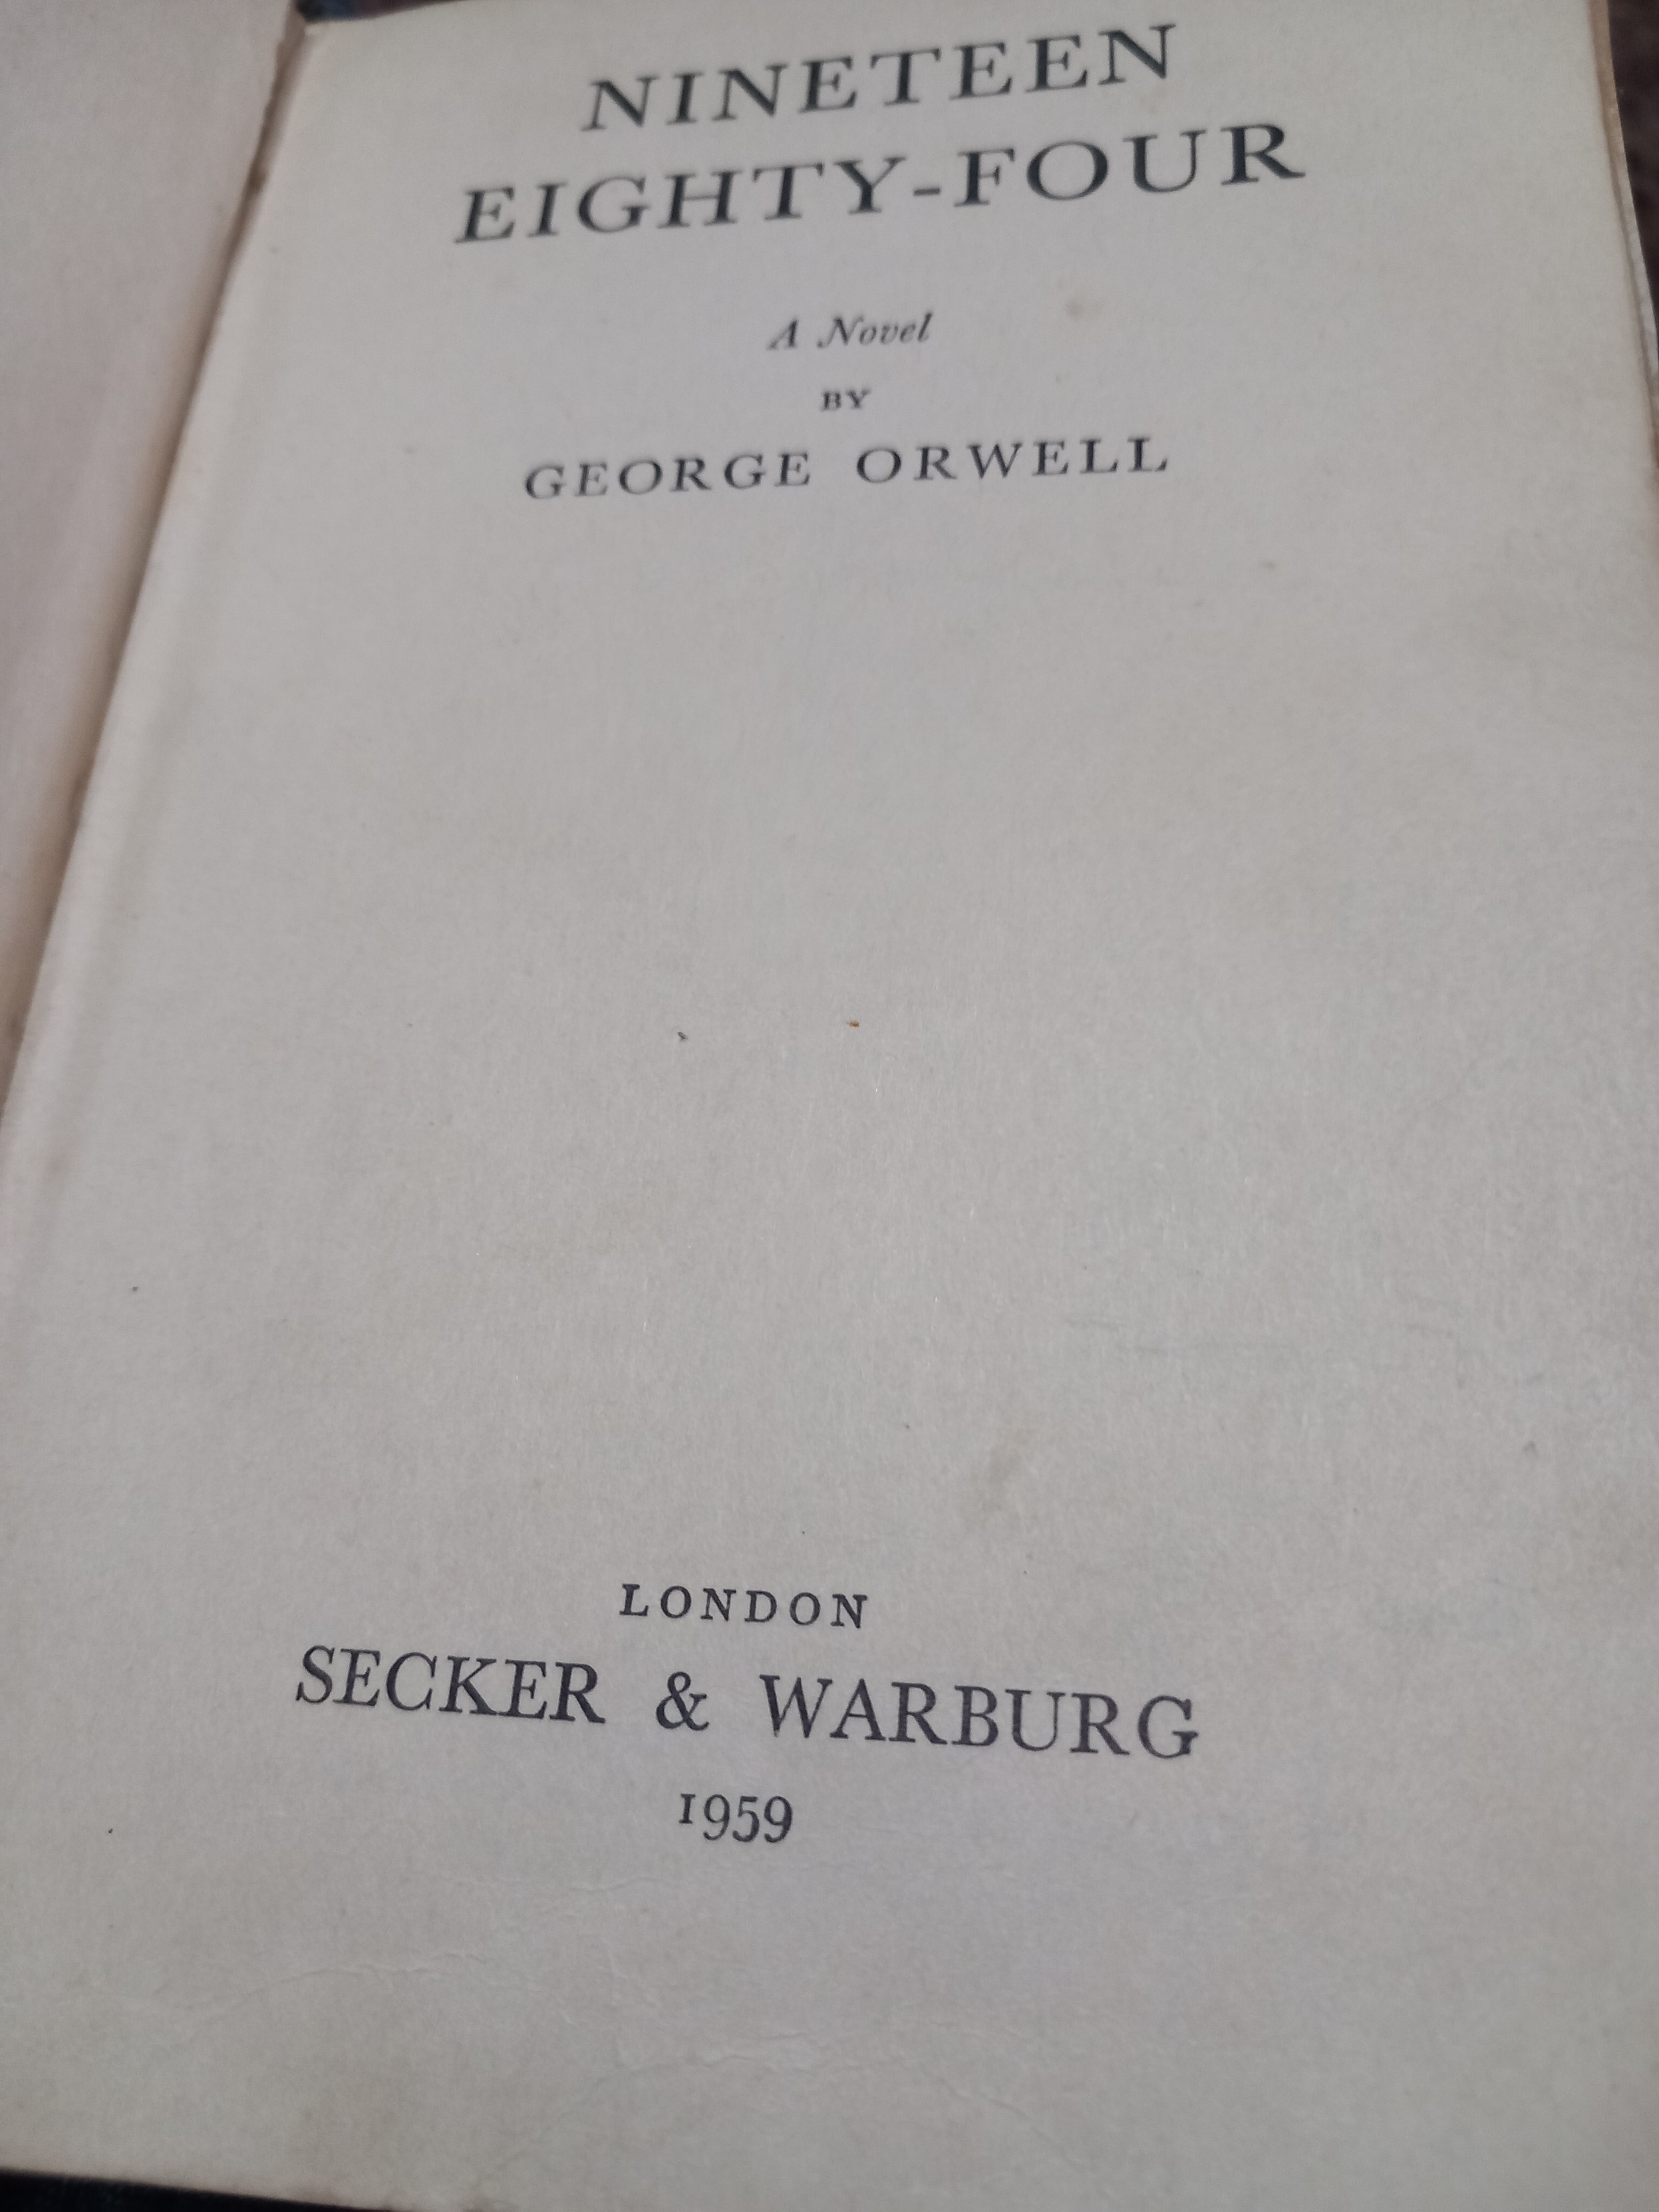 NINETEEN
EIGHTY-FOUR
A Novel
BY
GEORGE ORWELL
LONDON
SECKER & WARBURG
1959